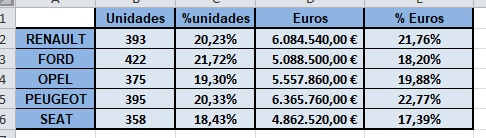 A B C D E
1 Unidades %unidades Euros % Euros
2 RENAULT 393 20,23% 6.084.540,00 € 21,76%
3 FORD 422 21,72% 5.088.500,00 € 18,20%
4 OPEL 375 19,30% 5.557.860,00 € 19,88%
5 PEUGEOT 395 20,33% 6.365.760,00 € 22,77%
6 SEAT 358 18,43% 4.862.520,00 € 17,39%